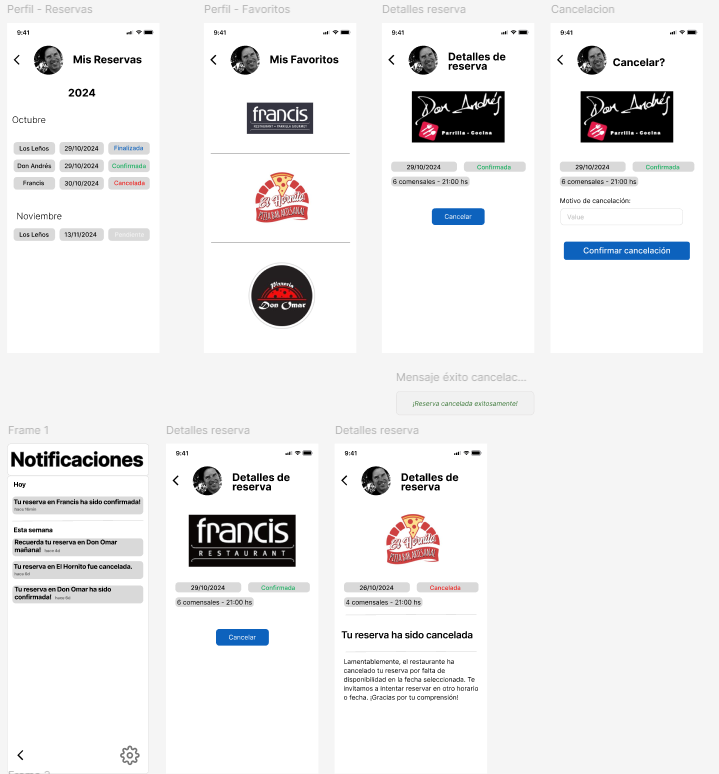 Perfil - Reservas
9:41
Mis Reservas
2024
Octubre
Los Leños 29/10/2024 Finalizada
Don Andrés 29/10/2024 Confirmada
Francis 30/10/2024 Cancelada
Noviembre
Los Leños 13/11/2024 Pendiente
Perfil - Favoritos
9:41
Mis Favoritos
francis
RESTAURANT • PARRILLA GOURMET
El Hornito
PIZZERIA ARTESANAL
Pizzeria
Don Omar
Detalles reserva
9:41
Detalles de
reserva
Don Andrés
Parrilla - Cocina
29/10/2024 Confirmada
6 comensales - 21:00 hs
Cancelar
Cancelacion
9:41
Cancelar?
Don Andrés
Parrilla - Cocina
29/10/2024 Confirmada
6 comensales - 21:00 hs
Motivo de cancelación:
Value
Confirmar cancelación
Mensaje éxito cancelac...
¡Reserva cancelada exitosamente!
Frame 1
Notificaciones
Hoy
Tu reserva en Francis ha sido confirmada!
Esta semana
Recuerda tu reserva en Don Omar
mañana! hace 4d
Tu reserva en El Hornito fue cancelada.
hace 5d
Tu reserva en Don Omar ha sido
confirmada! hace 6d
Detalles reserva
9:41
Detalles de
reserva
francis
RESTAURANT
29/10/2024 Confirmada
6 comensales - 21:00 hs
Cancelar
Detalles reserva
9:41
Detalles de
reserva
El Hornito
PIZZERIA ARTESANAL
26/10/2024 Cancelada
4 comensales - 21:00 hs
Tu reserva ha sido cancelada
Lamentablemente, el restaurante ha
cancelado tu reserva por falta de
disponibilidad en la fecha seleccionada. Te
invitamos a intentar reservar en otro horario
o fecha. ¡Gracias por tu comprensión!